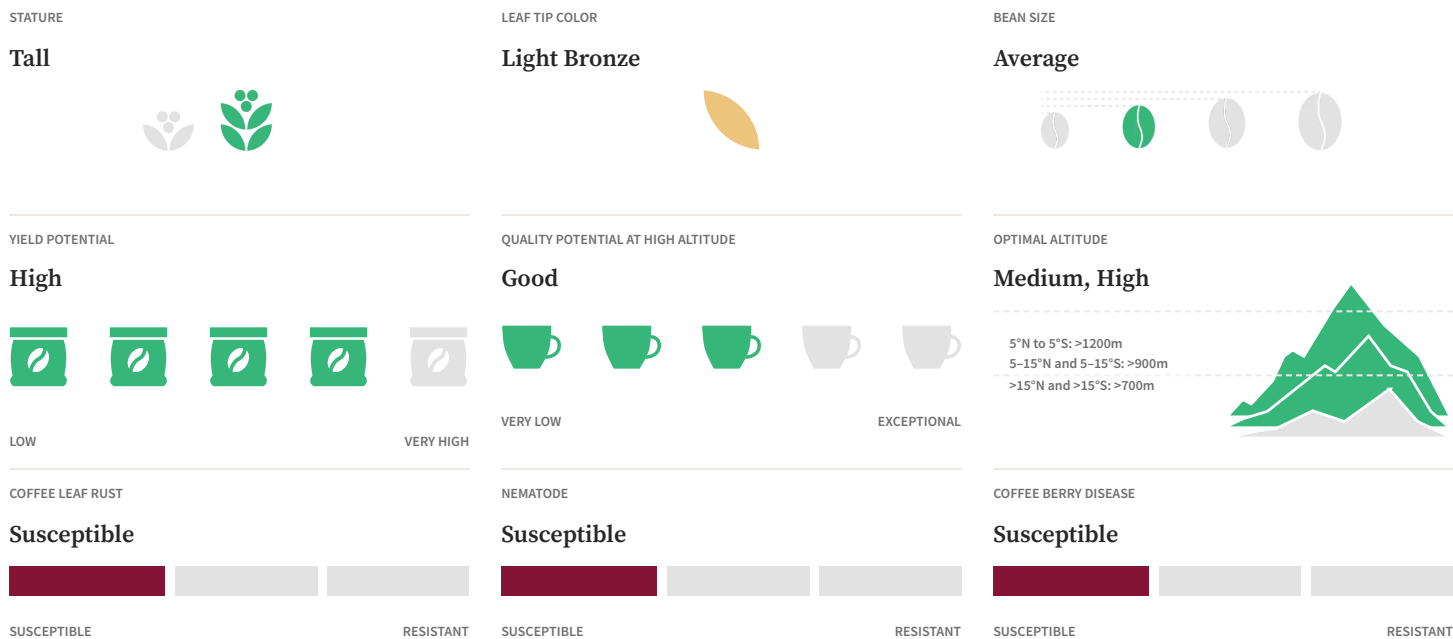 STATURE
Tall
LEAF TIP COLOR
Light Bronze
BEAN SIZE
Average
YIELD POTENTIAL
High
LOW
VERY HIGH
QUALITY POTENTIAL AT HIGH ALTITUDE
Good
VERY LOW
EXCEPTIONAL
OPTIMAL ALTITUDE
Medium, High
5°N to 5°S: >1200m
5–15°N and 5–15°S: >900m
>15°N and >15°S: >700m
COFFEE LEAF RUST
Susceptible
SUSCEPTIBLE
RESISTANT
NEMATODE
Susceptible
SUSCEPTIBLE
RESISTANT
COFFEE BERRY DISEASE
Susceptible
SUSCEPTIBLE
RESISTANT